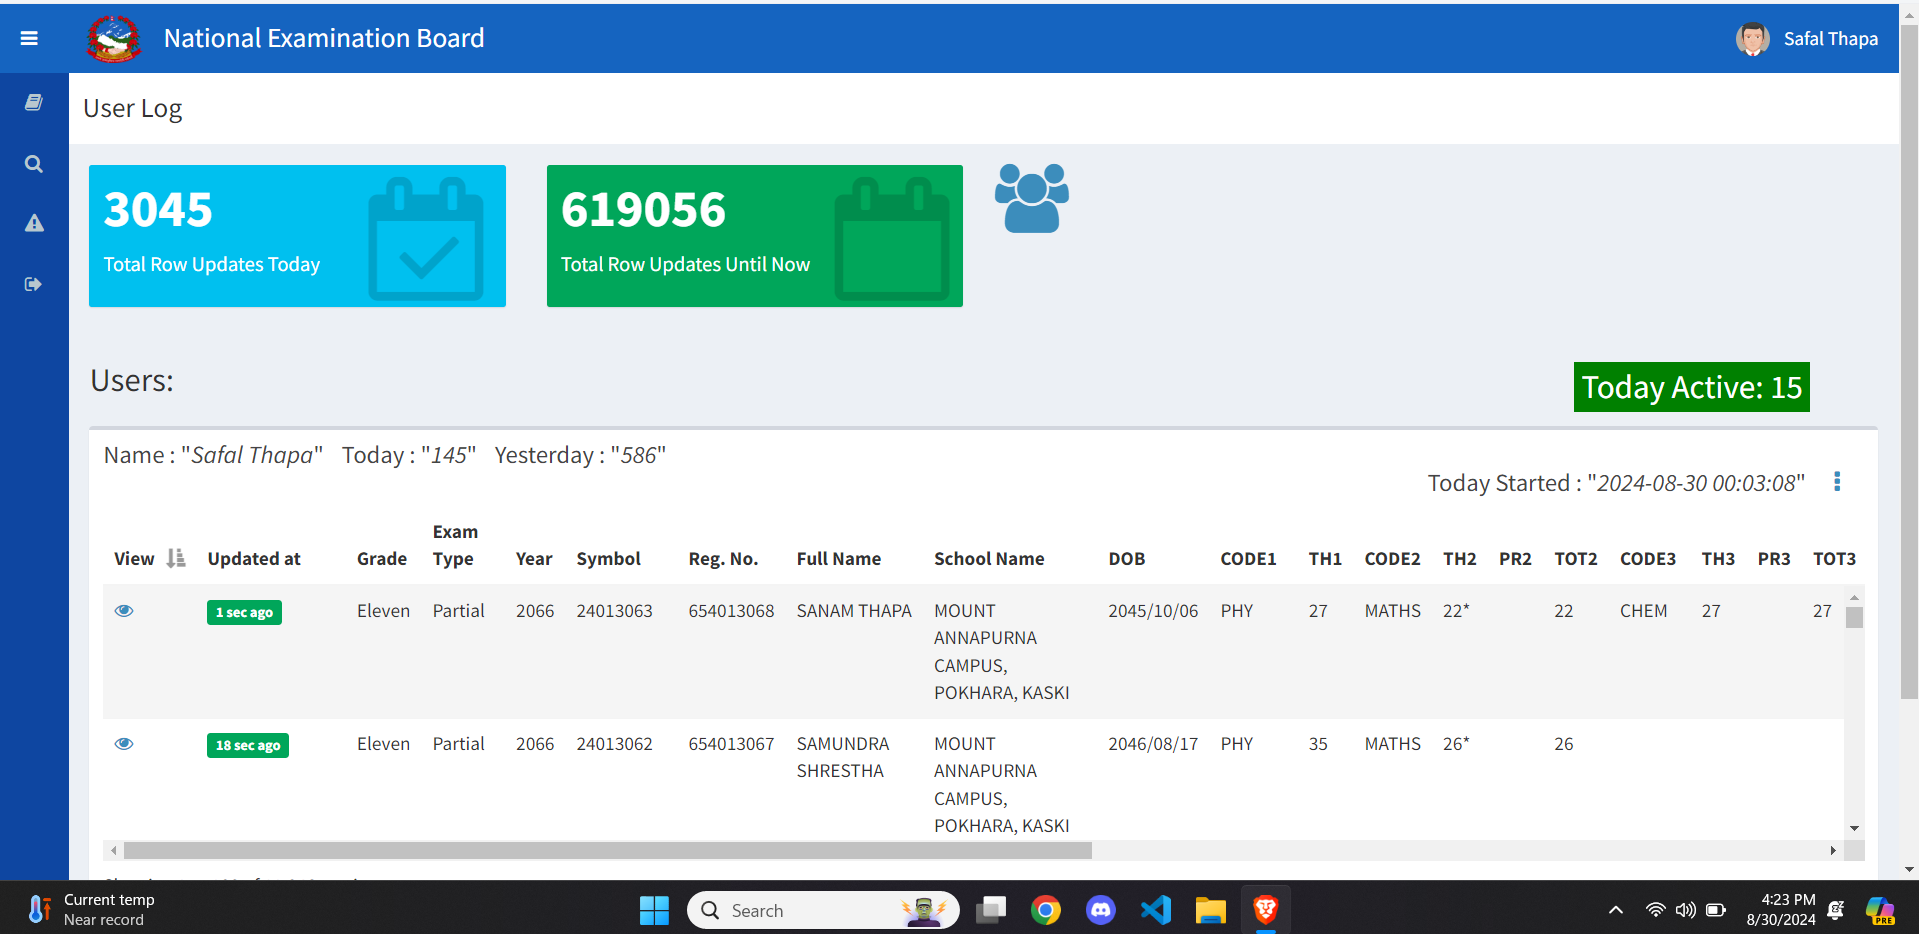 National Examination Board
Safal Thapa
User Log
3045
Total Row Updates Today
619056
Total Row Updates Until Now
Users:
Today Active: 15
Name : "Safal Thapa" Today : "145" Yesterday : "586"
Today Started : "2024-08-30 00:03:08"
View Updated at Grade Exam Type Year Symbol Reg. No. Full Name School Name DOB CODE1 TH1 CODE2 TH2 PR2 TOT2 CODE3 TH3 PR3 TOT3
1 sec ago Eleven Partial 2066 24013063 654013068 SANAM THAPA MOUNT 2045/10/06 PHY 27 MATHS 22* 22 CHEM 27 27
ANNAPURNA
CAMPUS,
POKHARA, KASKI
18 sec ago Eleven Partial 2066 24013062 654013067 SAMUNDRA MOUNT 2046/08/17 PHY 35 MATHS 26* 26
SHRESTHA ANNAPURNA
CAMPUS,
POKHARA, KASKI
Current temp
Near record
Search
4:23 PM
8/30/2024
PRE